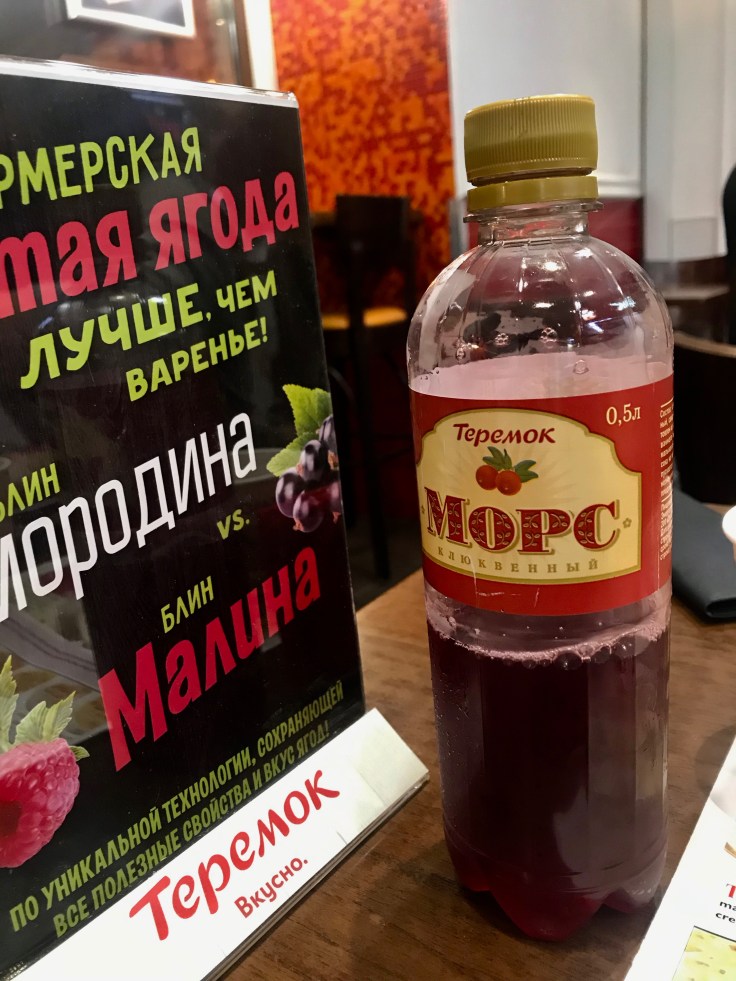 РМЕРСКАЯ
тая ягода
ЛУЧШЕ, ЧЕМ
ВАРЕНЬЕ!
БЛИН
МОРОДИНА
vs.
БЛИН
Малина
ПО УНИКАЛЬНОЙ ТЕХНОЛОГИИ, СОХРАНЯЮЩЕЙ
ВСЕ ПОЛЕЗНЫЕ СВОЙСТВА И ВКУС ЯГОД!
Теремок
Вкусно.
Теремок
0,5л
МОРС
КЛЮКВЕННЫЙ